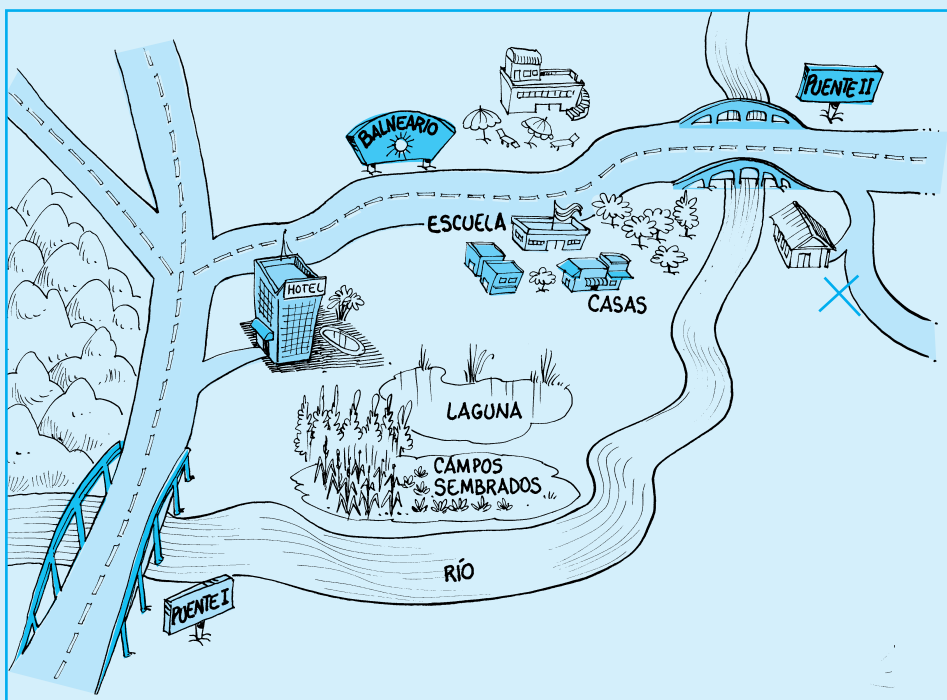 PUENTE II
BALNEARIO
ESCUELA
HOTEL
CASAS
LAGUNA
CAMPOS
SEMBRADOS
RÍO
PUENTE I